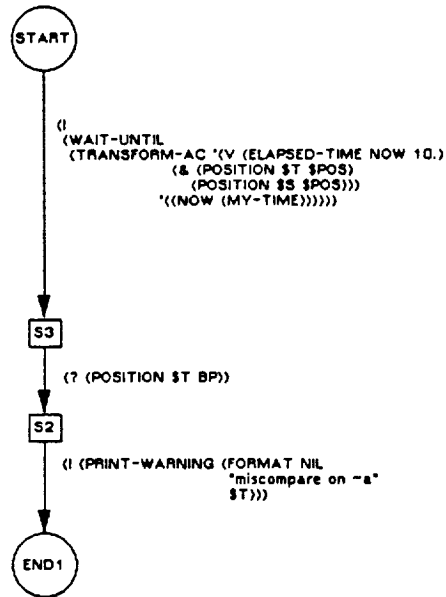 START
(!
(WAIT-UNTIL
(TRANSFORM-AC '(V (ELAPSED-TIME NOW 10.)
(& (POSITION $T $POS)
(POSITION $S $POS)))
'((NOW (MY-TIME))))))
S3
(? (POSITION $T BP))
S2
(! (PRINT-WARNING (FORMAT NIL
"miscompare on ~a"
$T)))
END1